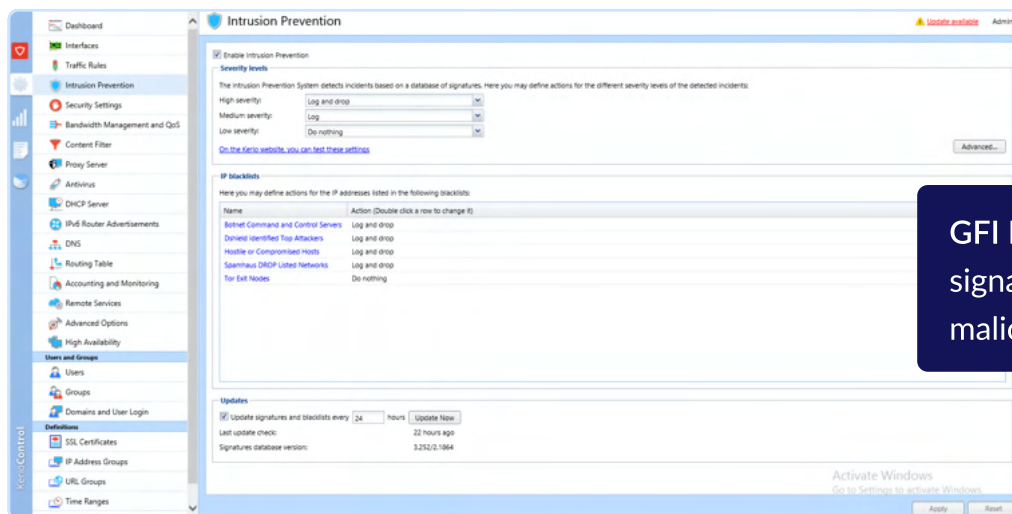 Dashboard
Interfaces
Traffic Rules
Intrusion Prevention
Security Settings
Bandwidth Management and QoS
Content Filter
Proxy Server
Antivirus
DHCP Server
IPv6 Router Advertisements
DNS
Routing Table
Accounting and Monitoring
Remote Services
Advanced Options
High Availability
Users and Groups
Users
Groups
Domains and User Login
Definitions
SSL Certificates
IP Address Groups
URL Groups
Time Ranges
KerioControl
Intrusion Prevention
Update available Admin
Enable Intrusion Prevention
Severity levels
The Intrusion Prevention System detects incidents based on a database of signatures. Here you may define actions for the different severity levels of the detected incidents:
High severity: Log and drop
Medium severity: Log
Low severity: Do nothing
On the Kerio website, you can test these settings
Advanced...
IP blacklists
Here you may define actions for the IP addresses listed in the following blacklists:
Name Action (Double click a row to change it)
Botnet Command and Control Servers Log and drop
Dshield Identified Top Attackers Log and drop
Hostile or Compromised Hosts Log and drop
Spamhaus DROP Listed Networks Log and drop
Tor Exit Nodes Do nothing
GFI
signa
malic
Updates
Update signatures and blacklists every 24 hours Update Now
Last update check: 22 hours ago
Signatures database version: 3.252/2.1864
Activate Windows
Go to Settings to activate Windows.
Apply Reset